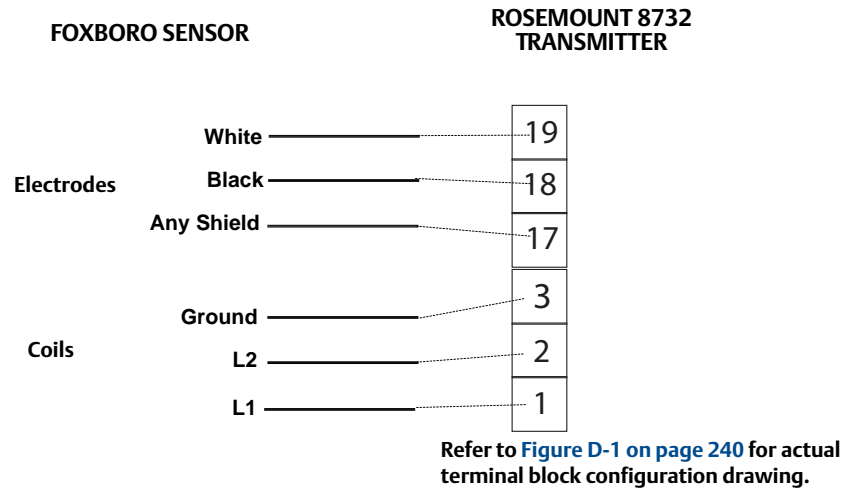 FOXBORO SENSOR
ROSEMOUNT 8732
TRANSMITTER
White
19
Electrodes
Black
18
Any Shield
17
Ground
3
Coils
L2
2
L1
1
Refer to Figure D-1 on page 240 for actual
terminal block configuration drawing.